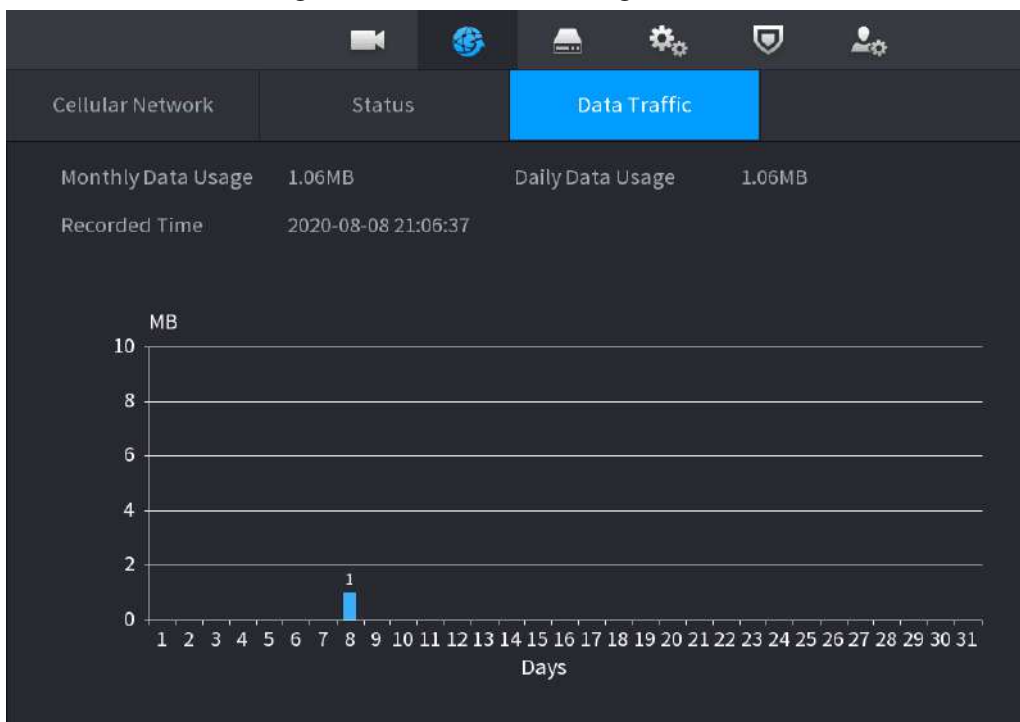 Cellular Network Status Data Traffic
Monthly Data Usage 1.06MB Daily Data Usage 1.06MB
Recorded Time 2020-08-08 21:06:37
MB
10
8
6
4
2
1
0
1 2 3 4 5 6 7 8 9 10 11 12 13 14 15 16 17 18 19 20 21 22 23 24 25 26 27 28 29 30 31
Days